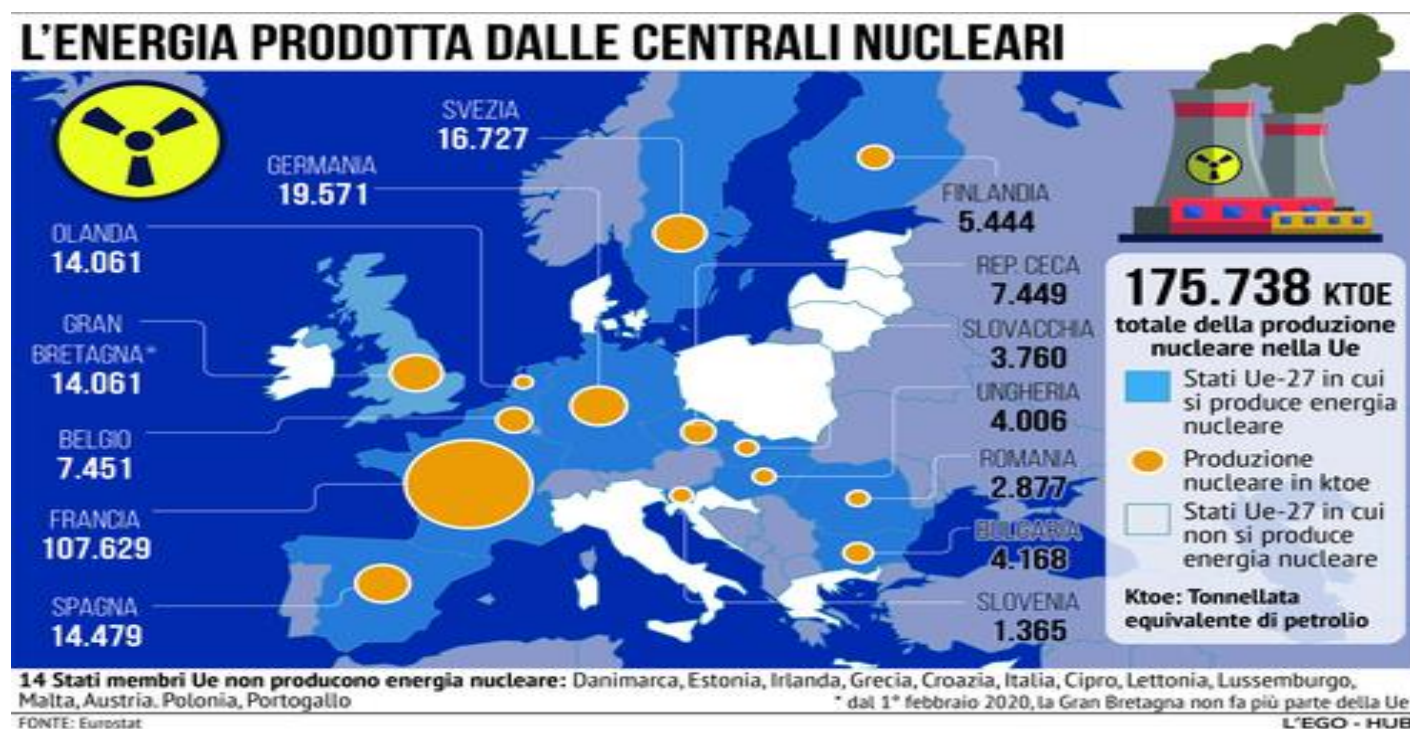 L'ENERGIA PRODOTTA DALLE CENTRALI NUCLEARI
SVEZIA
16.727
GERMANIA
19.571
OLANDA
14.061
GRAN
BRETAGNA*
14.061
BELGIO
7.451
FRANCIA
107.629
SPAGNA
14.479
FINLANDIA
5.444
REP. CECA
7.449
SLOVACCHIA
3.760
UNGHERIA
4.006
ROMANIA
2.877
BULGARIA
4.168
SLOVENIA
1.365
175.738 KTOE
totale della produzione
nucleare nella Ue
Stati Ue-27 in cui
si produce energia
nucleare
Produzione
nucleare in ktoe
Stati Ue-27 in cui
non si produce
energia nucleare
Ktoe: Tonnellata
equivalente di petrolio
14 Stati membri Ue non producono energia nucleare: Danimarca, Estonia, Irlanda, Grecia, Croazia, Italia, Cipro, Lettonia, Lussemburgo,
Malta, Austria. Polonia, Portogallo
* dal 1° febbraio 2020, la Gran Bretagna non fa più parte della Ue
FONTE: Eurostat
L'EGO - HUB